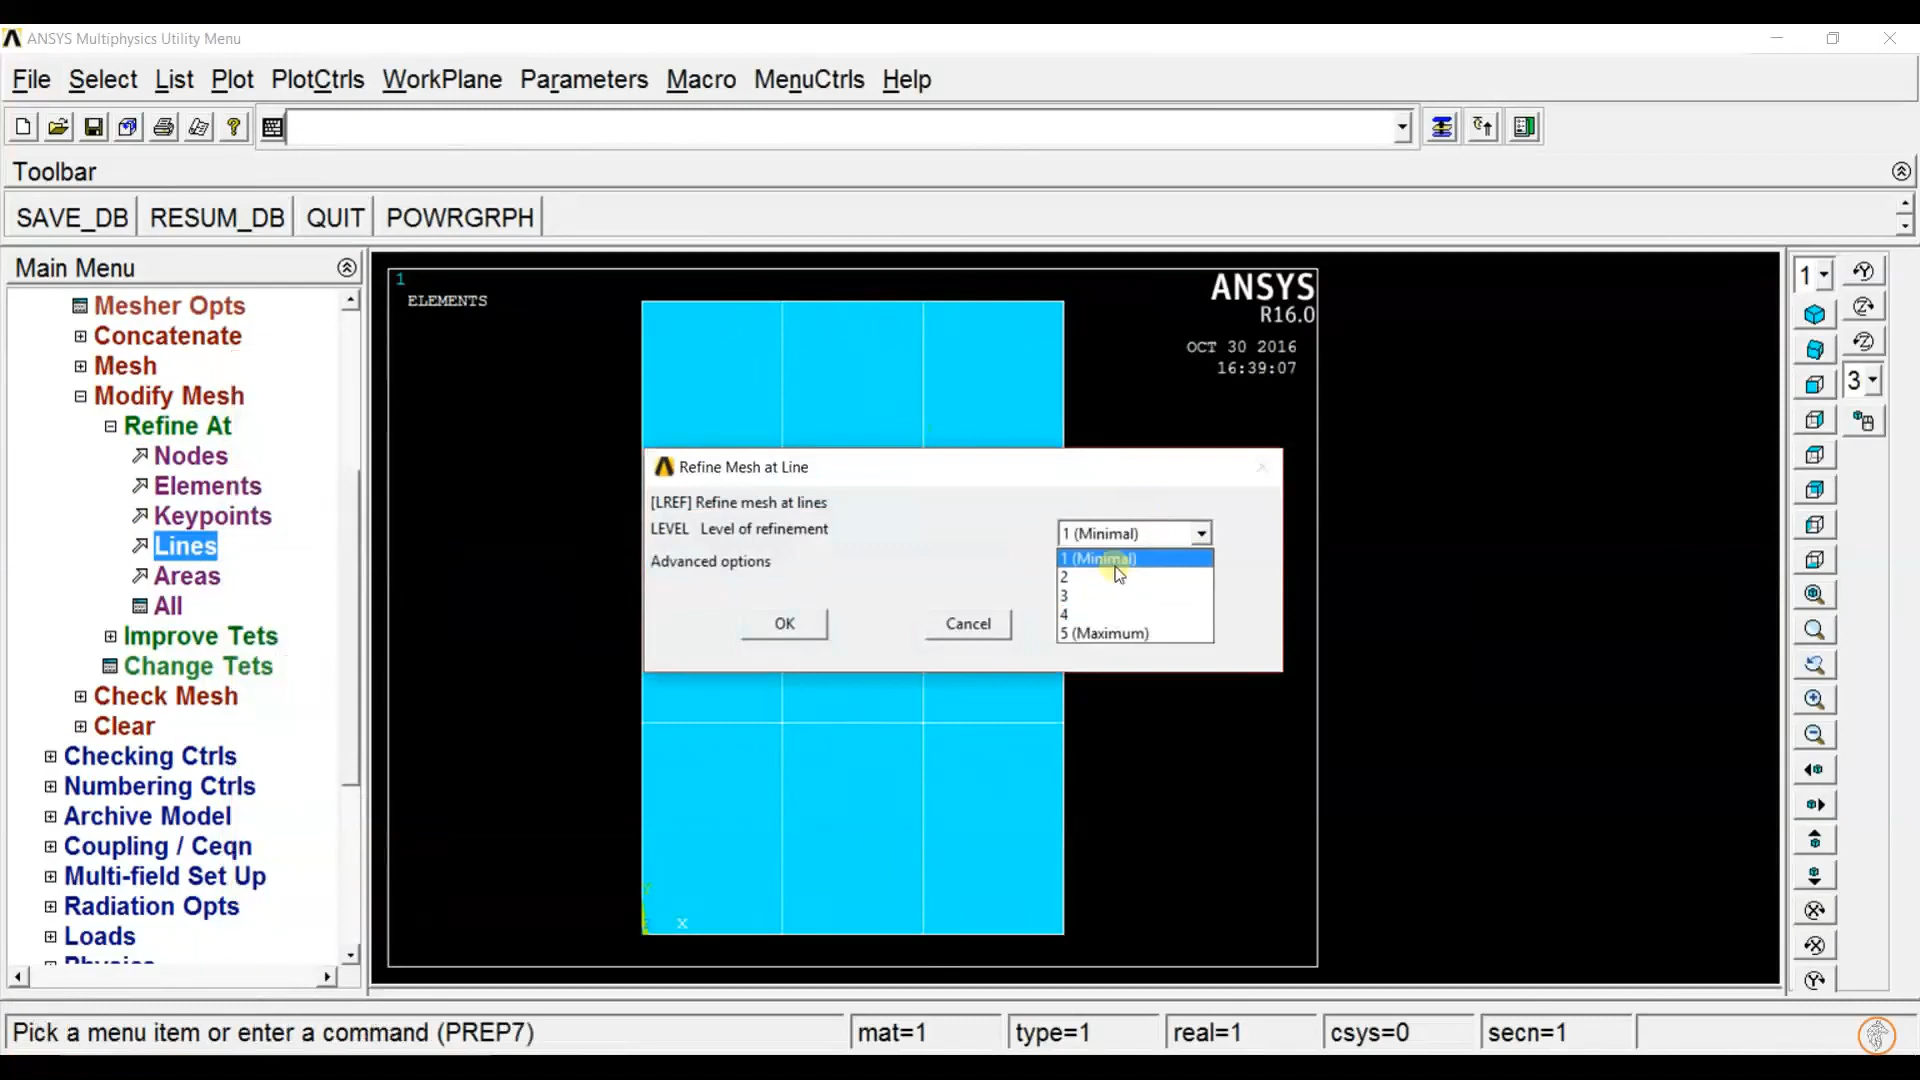 ANSYS Multiphysics Utility Menu
File Select List Plot PlotCtrls WorkPlane Parameters Macro MenuCtrls Help
Toolbar
SAVE_DB RESUM_DB QUIT POWRGRPH
Main Menu
Mesher Opts
Concatenate
Mesh
Modify Mesh
Refine At
Nodes
Elements
Keypoints
Lines
Areas
All
Improve Tets
Change Tets
Check Mesh
Clear
Checking Ctrls
Numbering Ctrls
Archive Model
Coupling / Ceqn
Multi-field Set Up
Radiation Opts
Loads
1
ELEMENTS
ANSYS
R16.0
OCT 30 2016
16:39:07
Refine Mesh at Line
[LREF] Refine mesh at lines
LEVEL Level of refinement
1 (Minimal)
Advanced options
1 (Minimal)
2
3
4
5 (Maximum)
OK Cancel
Y
Z X
1
3
Pick a menu item or enter a command (PREP7) mat=1 type=1 real=1 csys=0 secn=1